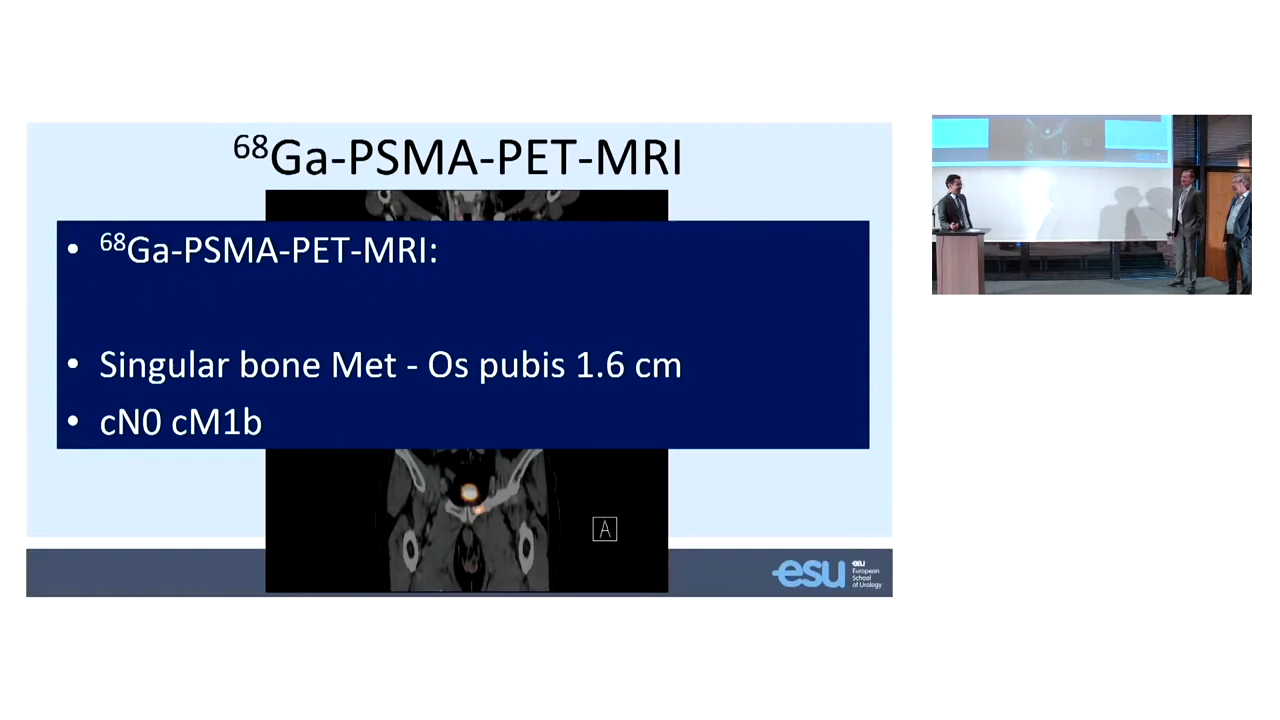 ⁶⁸Ga-PSMA-PET-MRI
• ⁶⁸Ga-PSMA-PET-MRI:
• Singular bone Met - Os pubis 1.6 cm
• cN0 cM1b
A
esu
eau
European
School
of Urology